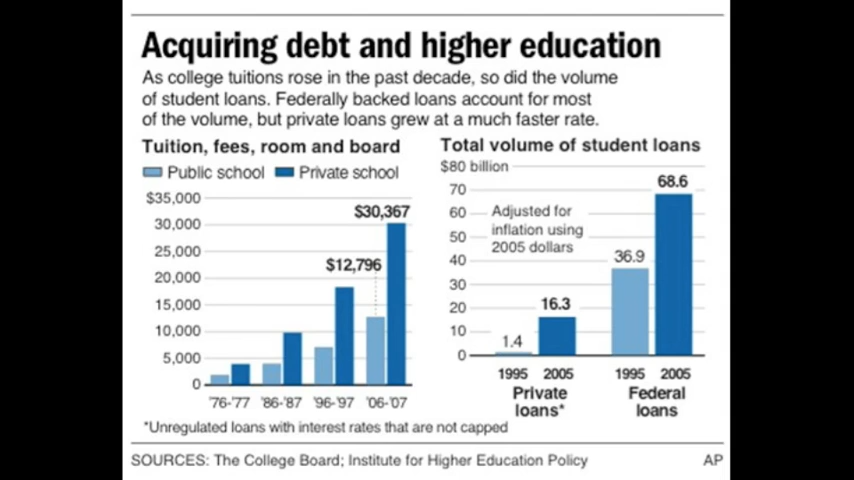 Acquiring debt and higher education
As college tuitions rose in the past decade, so did the volume
of student loans. Federally backed loans account for most
of the volume, but private loans grew at a much faster rate.
Tuition, fees, room and board
Public school Private school
$35,000
30,000
25,000
20,000
15,000
10,000
5,000
0
$30,367
$12,796
'76-'77 '86-'87 '96-'97 '06-'07
Total volume of student loans
$80 billion
70
60
50
40
30
20
10
0
Adjusted for
inflation using
2005 dollars
1.4
16.3
36.9
68.6
1995 2005 1995 2005
Private
loans*
Federal
loans
*Unregulated loans with interest rates that are not capped
SOURCES: The College Board; Institute for Higher Education Policy AP